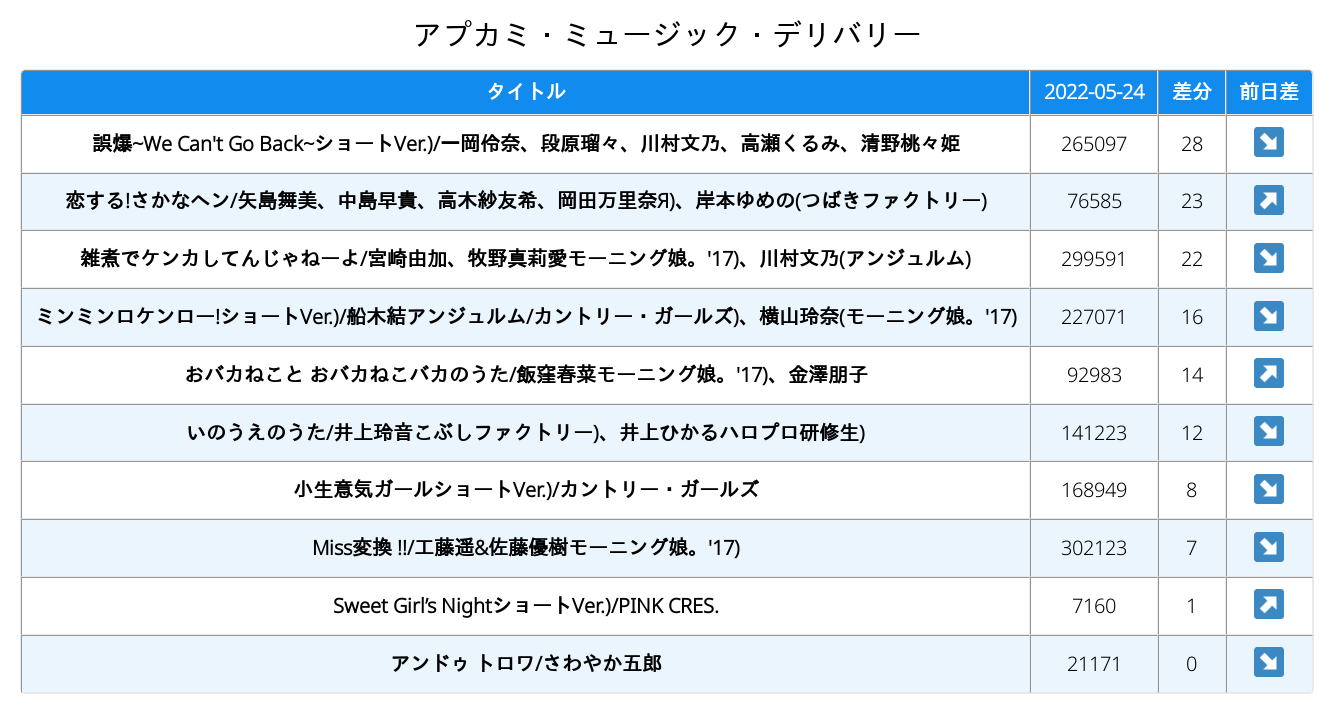 アプカミ・ミュージック・デリバリー
タイトル 2022-05-24 差分 前日差
誤爆~We Can't Go Back~ショートVer.)/一岡伶奈、段原瑠々、川村文乃、高瀬くるみ、清野桃々姫 265097 28 ↘
恋する!さかなヘン/矢島舞美、中島早貴、高木紗友希、岡田万里奈Я)、岸本ゆめの(つばきファクトリー) 76585 23 ↗
雑煮でケンカしてんじゃねーよ/宮崎由加、牧野真莉愛モーニング娘。'17)、川村文乃(アンジュルム) 299591 22 ↘
ミンミンロケンロー!ショートVer.)/船木結アンジュルム/カントリー・ガールズ)、横山玲奈(モーニング娘。'17) 227071 16 ↘
おバカねこと おバカねこバカのうた/飯窪春菜モーニング娘。'17)、金澤朋子 92983 14 ↗
いのうえのうた/井上玲音こぶしファクトリー)、井上ひかるハロプロ研修生) 141223 12 ↘
小生意気ガールショートVer.)/カントリー・ガールズ 168949 8 ↘
Miss変換 !!/工藤遥&佐藤優樹モーニング娘。'17) 302123 7 ↘
Sweet Girl’s NightショートVer.)/PINK CRES. 7160 1 ↗
アンドゥ トロワ/さわやか五郎 21171 0 ↘